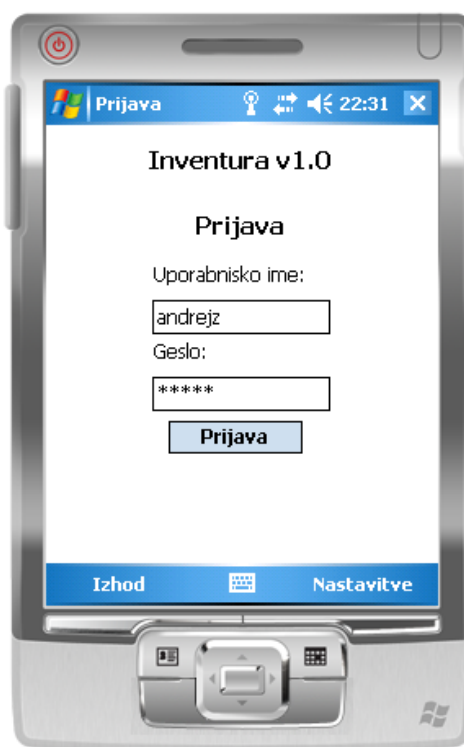 Prijava 22:31
Inventura v1.0
Prijava
Uporabnisko ime:
andrejz
Geslo:
*****
Prijava
Izhod Nastavitve